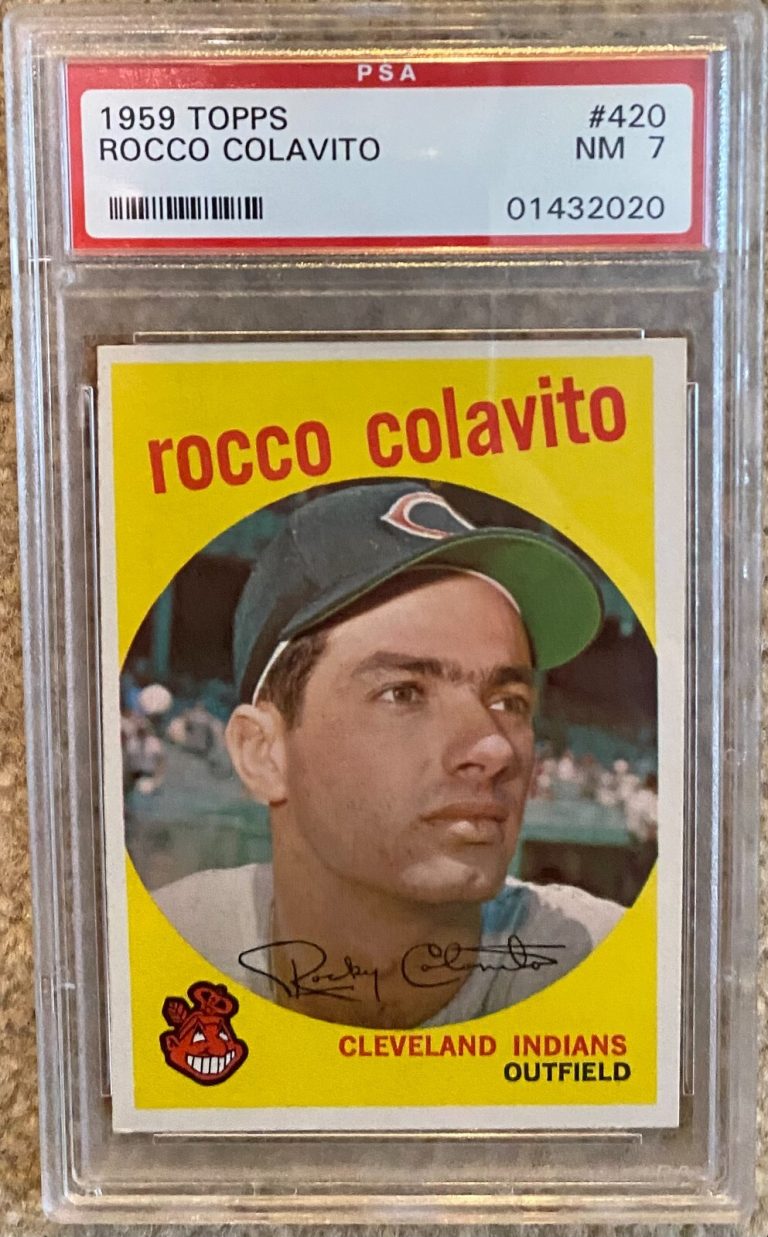 PSA
1959 TOPPS #420
ROCCO COLAVITO NM 7
01432020
rocco colavito
C
Rocky Colavito
CLEVELAND INDIANS
OUTFIELD